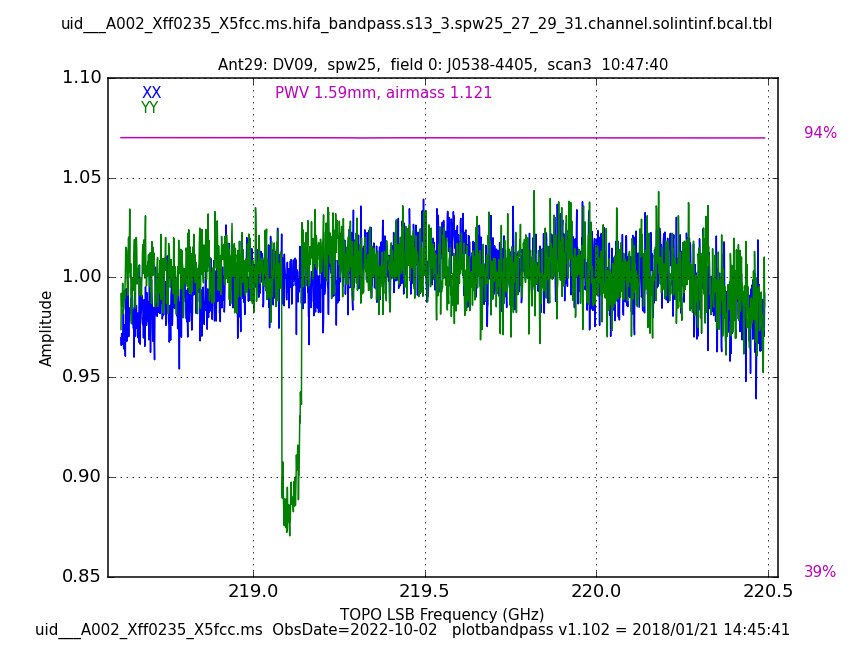 uid___A002_Xff0235_X5fcc.ms.hifa_bandpass.s13_3.spw25_27_29_31.channel.solintinf.bcal.tbl
Ant29: DV09,  spw25,  field 0: J0538-4405,  scan3  10:47:40
1.10
XX
PWV 1.59mm, airmass 1.121
YY
94%
1.05
1.00
Amplitude
0.95
0.90
0.85
39%
219.0 219.5 220.0 220.5
TOPO LSB Frequency (GHz)
uid___A002_Xff0235_X5fcc.ms  ObsDate=2022-10-02   plotbandpass v1.102 = 2018/01/21 14:45:41